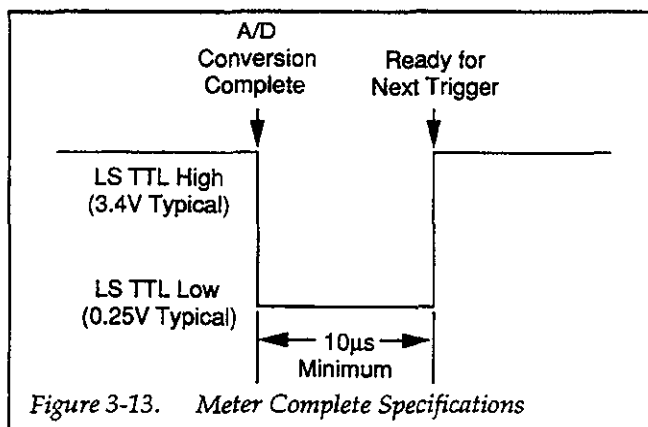 A/D
Conversion
Complete
Ready for
Next Trigger
LS TTL High
(3.4V Typical)
LS TTL Low
(0.25V Typical)
10µs
Minimum
Figure 3-13. Meter Complete Specifications